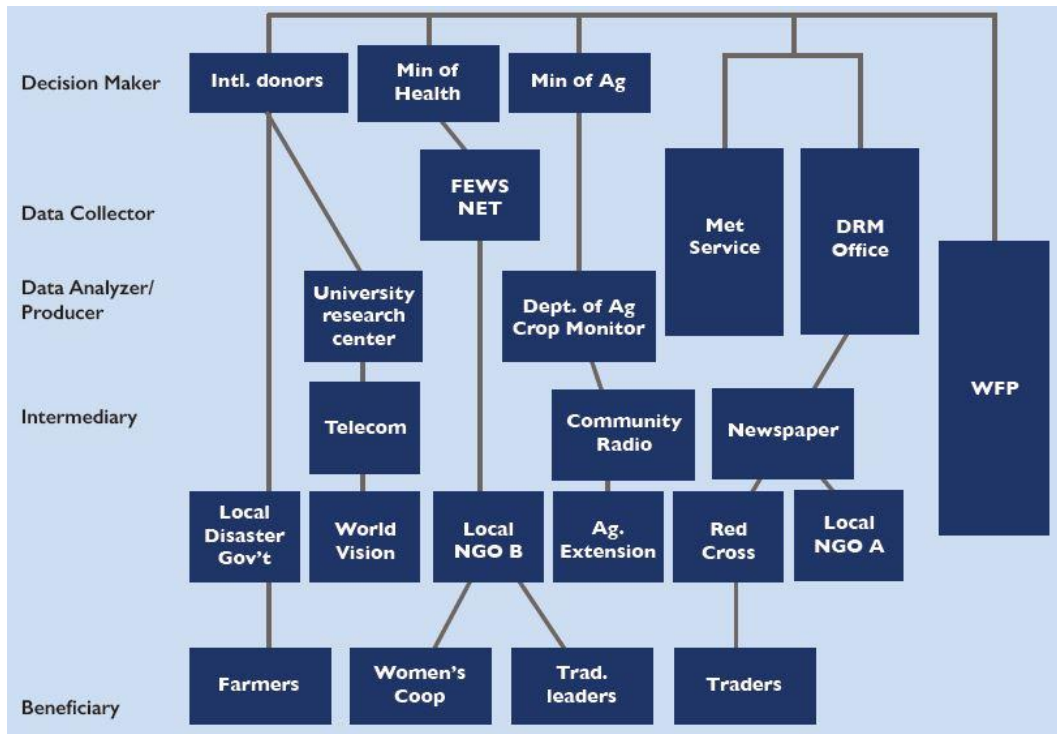 Decision Maker
Intl. donors
Min of
Health
Min of Ag
FEWS
NET
Data Collector
Met
Service
DRM
Office
Data Analyzer/
Producer
University
research
center
Dept. of Ag
Crop Monitor
WFP
Intermediary
Telecom
Community
Radio
Newspaper
Local
Disaster
Gov't
World
Vision
Local
NGO B
Ag.
Extension
Red
Cross
Local
NGO A
Farmers
Women's
Coop
Trad.
leaders
Traders
Beneficiary